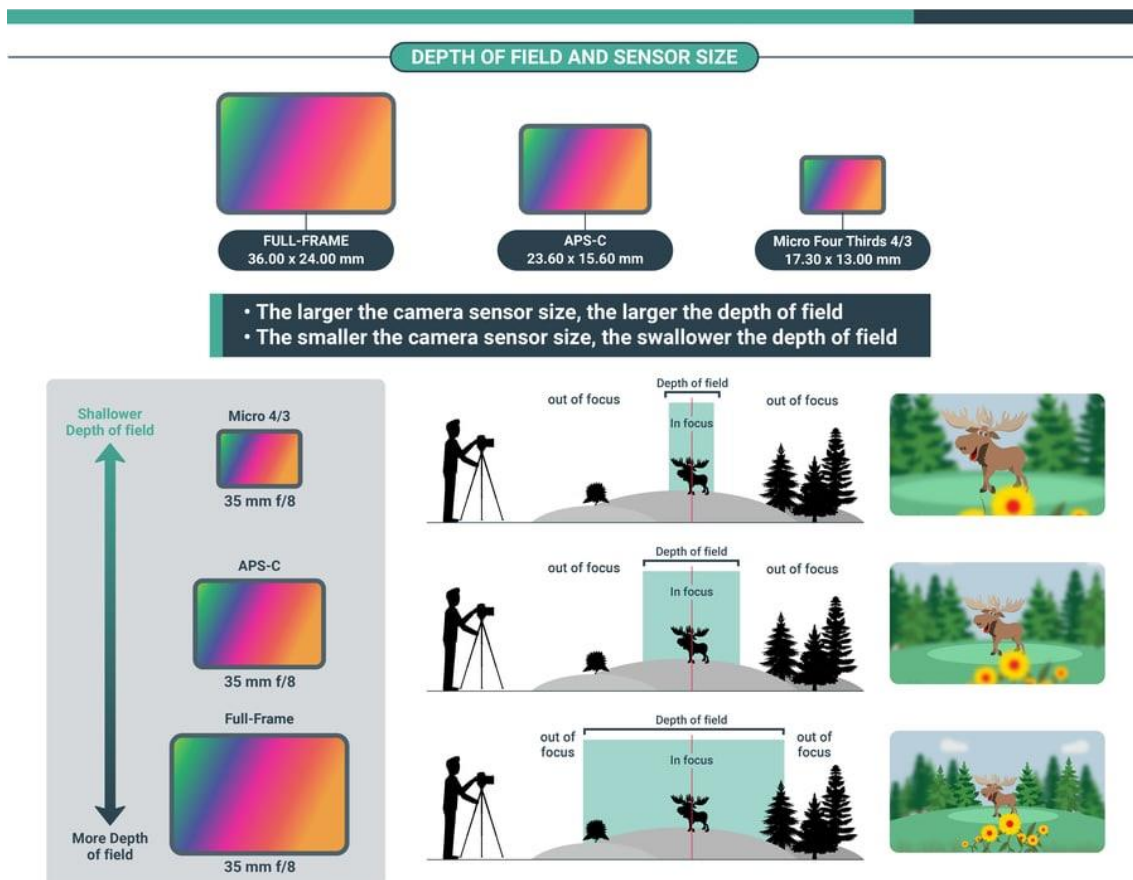 DEPTH OF FIELD AND SENSOR SIZE
FULL-FRAME
36.00 x 24.00 mm
APS-C
23.60 x 15.60 mm
Micro Four Thirds 4/3
17.30 x 13.00 mm
• The larger the camera sensor size, the larger the depth of field
• The smaller the camera sensor size, the swallower the depth of field
Shallower
Depth of field
Micro 4/3
35 mm f/8
APS-C
35 mm f/8
Full-Frame
35 mm f/8
More Depth
of field
Depth of field
out of focus
out of focus
In focus
Depth of field
out of focus
out of focus
In focus
Depth of field
out of
focus
out of
focus
In focus